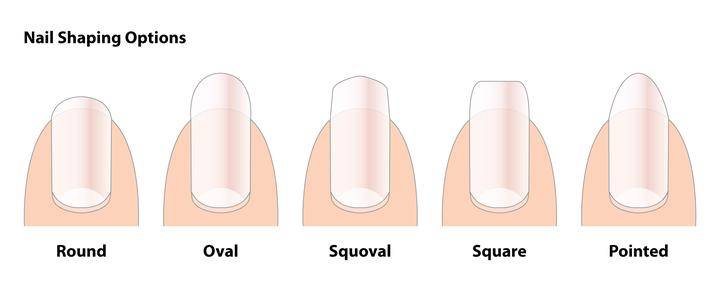 Nail Shaping Options
Round
Oval
Squoval
Square
Pointed